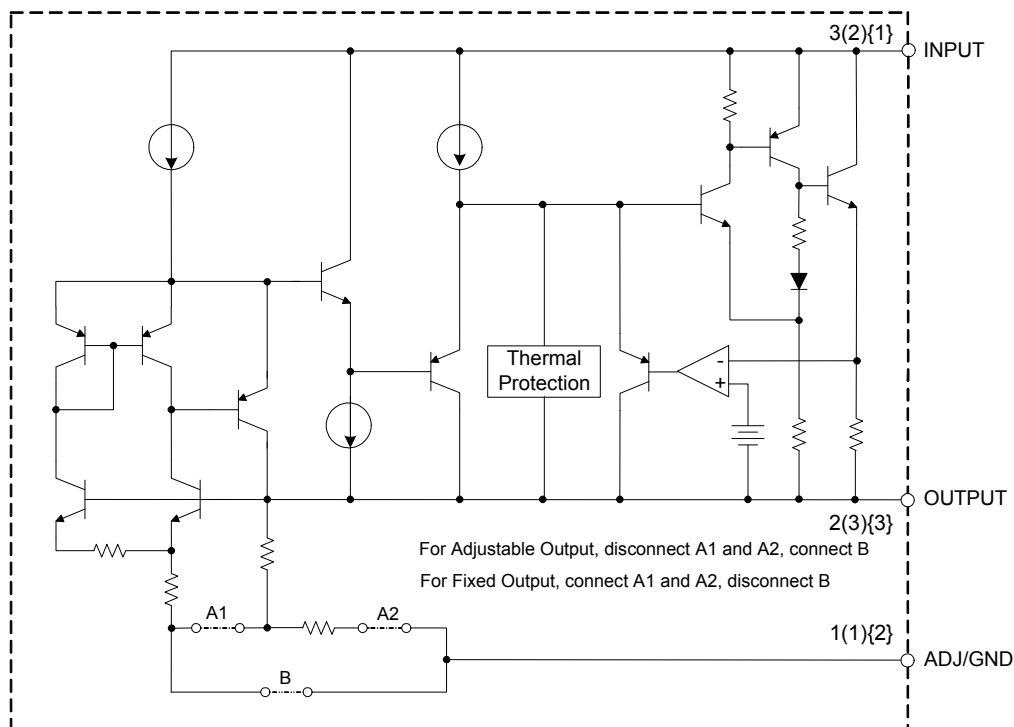 3(2){1}
INPUT
Thermal
Protection
-
+
OUTPUT
2(3){3}
For Adjustable Output, disconnect A1 and A2, connect B
For Fixed Output, connect A1 and A2, disconnect B
A1
A2
1(1){2}
ADJ/GND
B